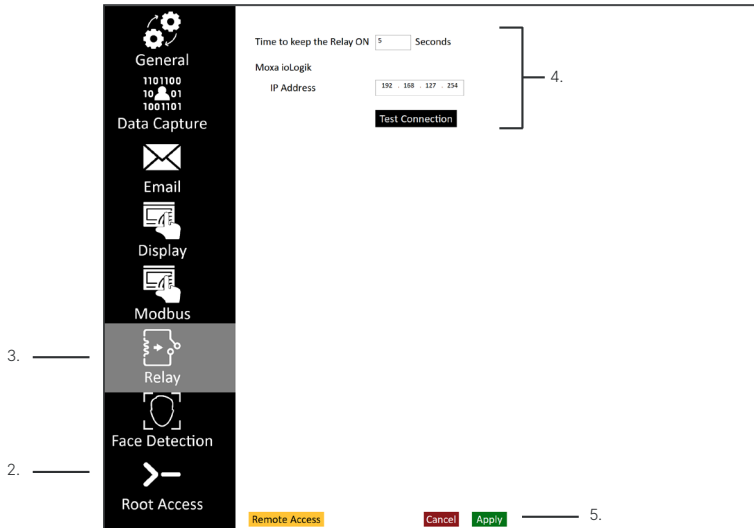 General
1101100
10 01
1001101
Data Capture
Email
Display
Modbus
3.
Relay
Face Detection
2.
Root Access
Time to keep the Relay ON 5 Seconds
Moxa ioLogik
IP Address 192 . 168 . 127 . 254
Test Connection
4.
Remote Access Cancel Apply 5.